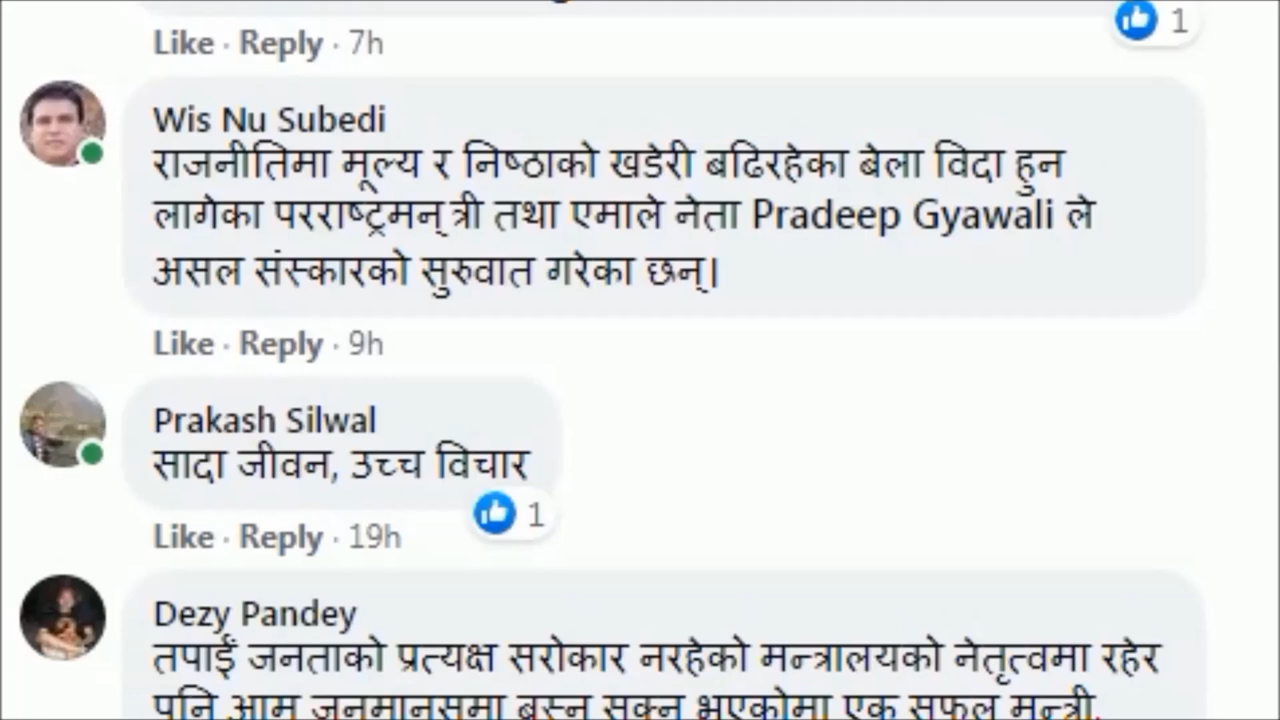 Like · Reply · 7h
1
Wis Nu Subedi
राजनीतिमा मूल्य र निष्ठाको खडेरी बढिरहेका बेला विदा हुन
लागेका परराष्ट्रमन्त्री तथा एमाले नेता Pradeep Gyawali ले
असल संस्कारको सुरुवात गरेका छन्।
Like · Reply · 9h
Prakash Silwal
सादा जीवन, उच्च विचार
1
Like · Reply · 19h
Dezy Pandey
तपाईँ जनताको प्रत्यक्ष सरोकार नरहेको मन्त्रालयको नेतृत्वमा रहेर
पनि आम जनमानसमा बस्न सक्न भएकोमा एक सफल मन्त्री,